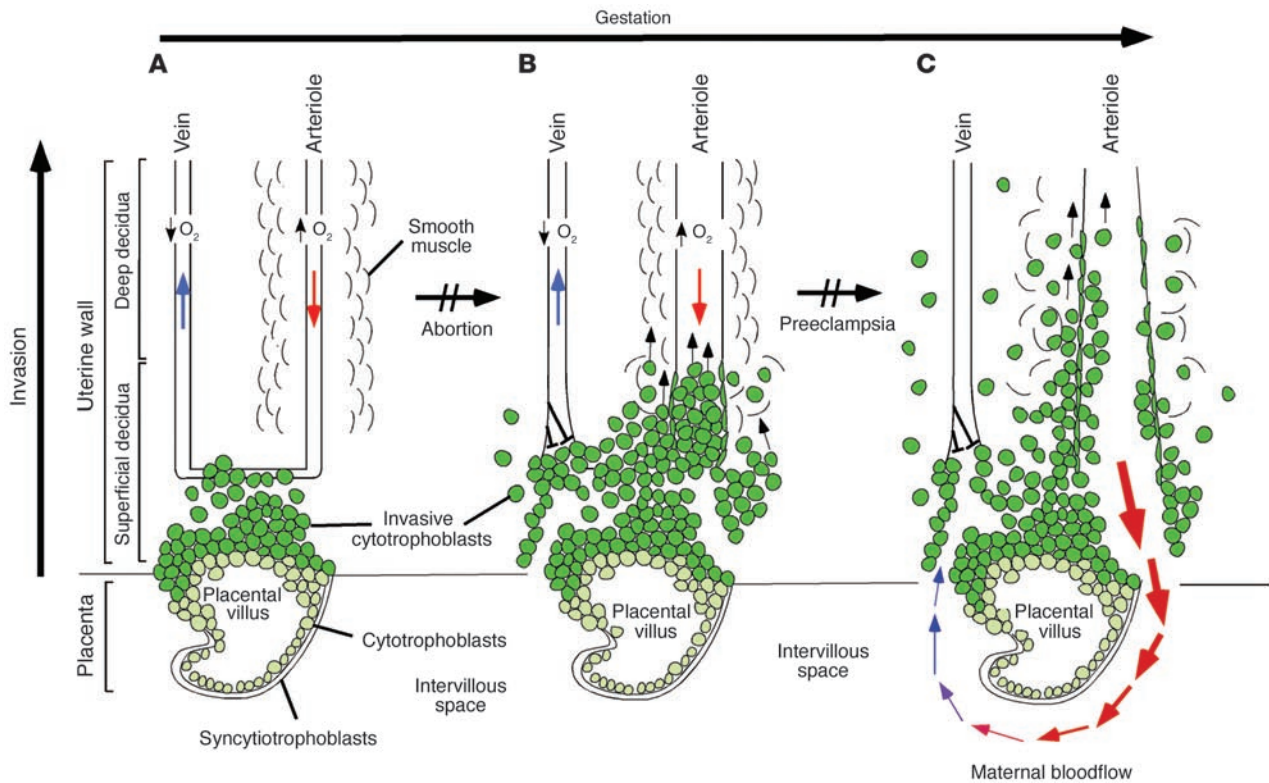 Gestation
A
B
C
Vein
Arteriole
Vein
Arteriole
Vein
Arteriole
Invasion
Uterine wall
Deep decidua
Superficial decidua
Placenta
O2
O2
O2
O2
Smooth
muscle
Abortion
Preeclampsia
Invasive
cytotrophoblasts
Placental
villus
Placental
villus
Placental
villus
Cytotrophoblasts
Intervillous
space
Intervillous
space
Syncytiotrophoblasts
Maternal bloodflow